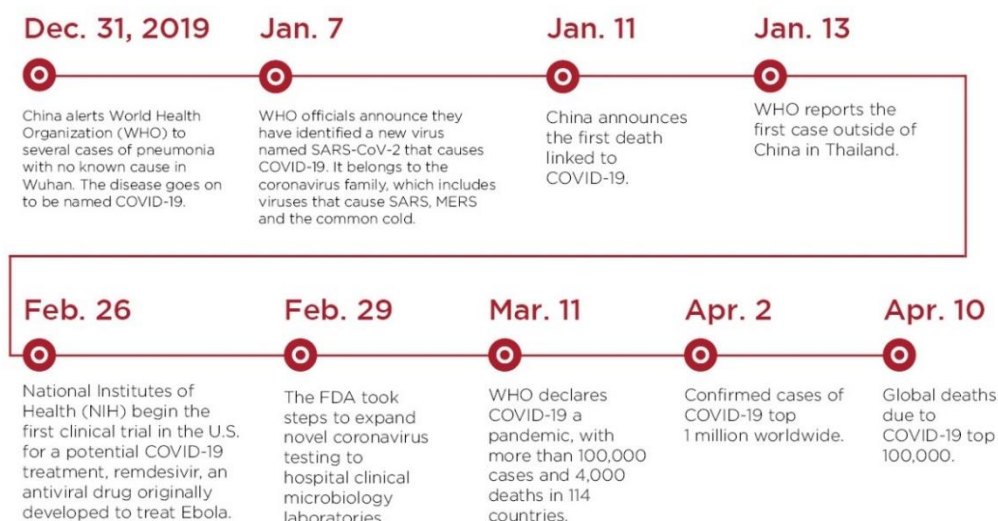 Dec. 31, 2019
China alerts World Health
Organization (WHO) to
several cases of pneumonia
with no known cause in
Wuhan. The disease goes on
to be named COVID-19.
Jan. 7
WHO officials announce they
have identified a new virus
named SARS-CoV-2 that causes
COVID-19. It belongs to the
coronavirus family, which includes
viruses that cause SARS, MERS
and the common cold.
Jan. 11
China announces
the first death
linked to
COVID-19.
Jan. 13
WHO reports the
first case outside of
China in Thailand.
Feb. 26
National Institutes of
Health (NIH) begin the
first clinical trial in the U.S.
for a potential COVID-19
treatment, remdesivir, an
antiviral drug originally
developed to treat Ebola.
Feb. 29
The FDA took
steps to expand
novel coronavirus
testing to
hospital clinical
microbiology
laboratories
Mar. 11
WHO declares
COVID-19 a
pandemic, with
more than 100,000
cases and 4,000
deaths in 114
countries.
Apr. 2
Confirmed cases of
COVID-19 top
1 million worldwide.
Apr. 10
Global deaths
due to
COVID-19 top
100,000.